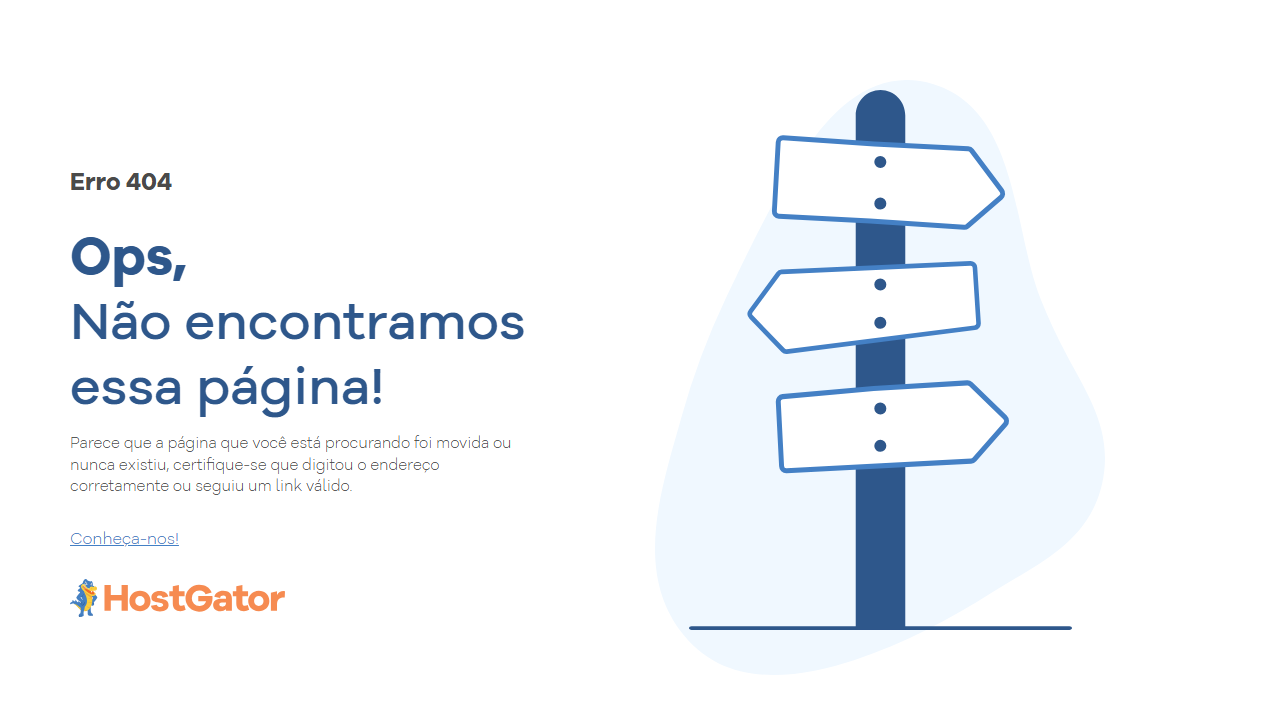 Erro 404
Ops,
Não encontramos
essa página!
Parece que a página que você está procurando foi movida ou
nunca existiu, certifique-se que digitou o endereço
corretamente ou seguiu um link válido.
Conheça-nos!
HostGator